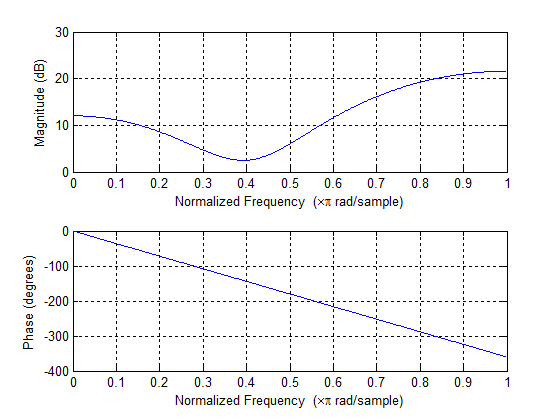 30
20
10
0
Magnitude (dB)
0 0.1 0.2 0.3 0.4 0.5 0.6 0.7 0.8 0.9 1
Normalized Frequency (×π rad/sample)
0
-100
-200
-300
-400
Phase (degrees)
0 0.1 0.2 0.3 0.4 0.5 0.6 0.7 0.8 0.9 1
Normalized Frequency (×π rad/sample)